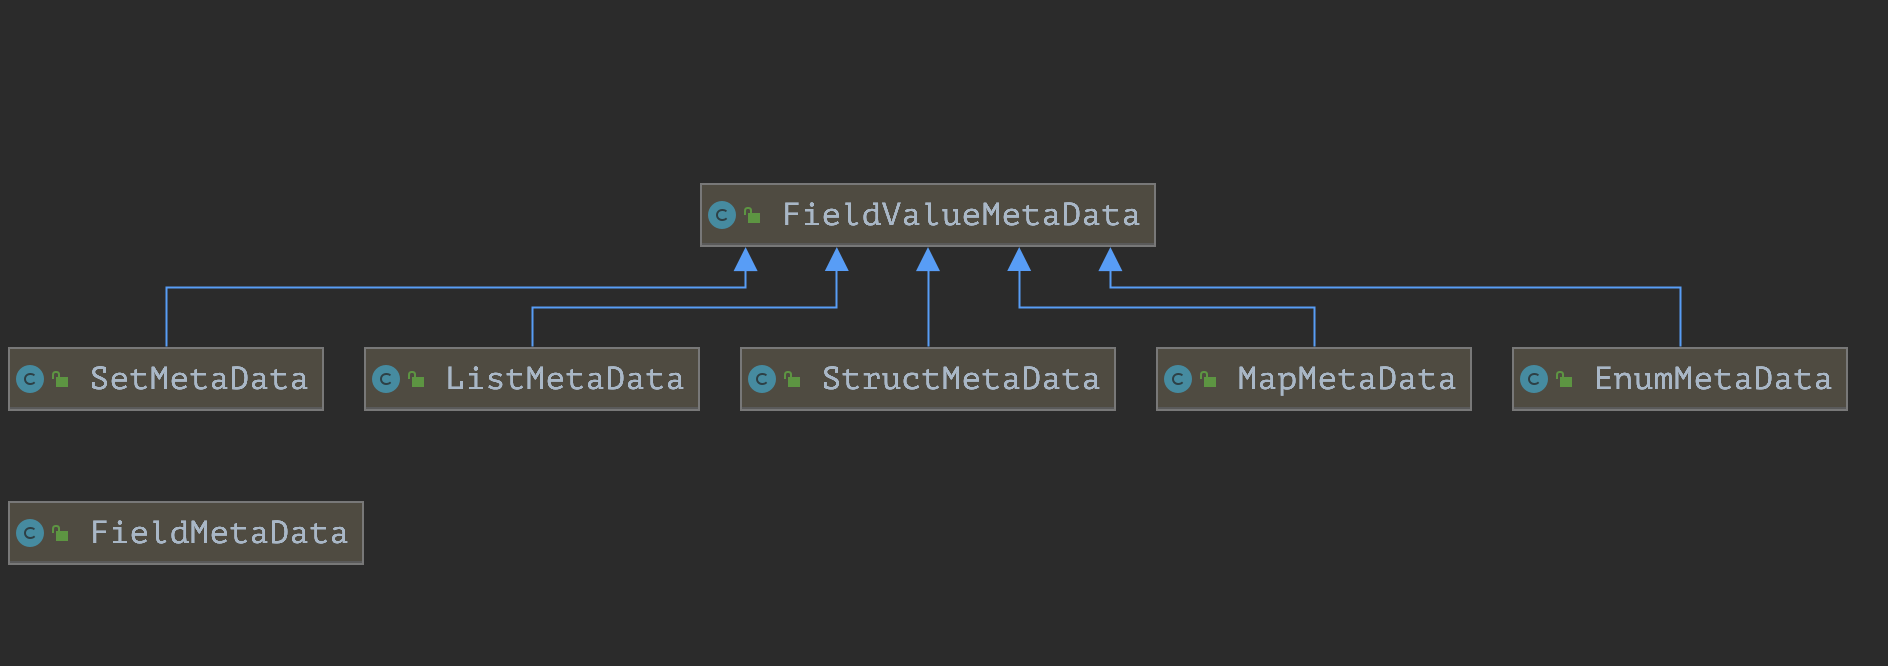 C FieldValueMetaData
C SetMetaData
C ListMetaData
C StructMetaData
C MapMetaData
C EnumMetaData
C FieldMetaData